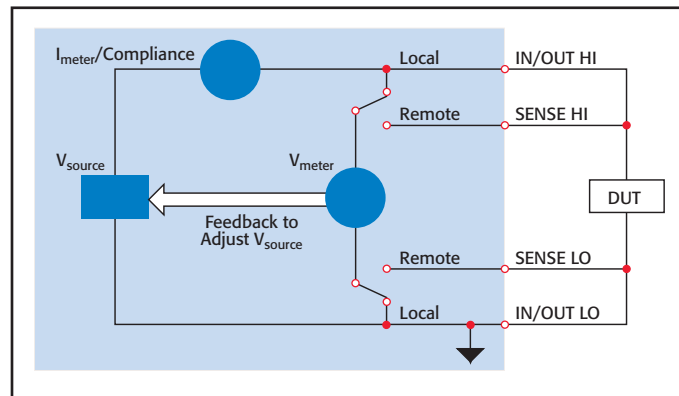 Imeter/Compliance
Local
IN/OUT HI
Remote
SENSE HI
Vsource
Vmeter
DUT
Feedback to
Adjust Vsource
Remote
SENSE LO
Local
IN/OUT LO